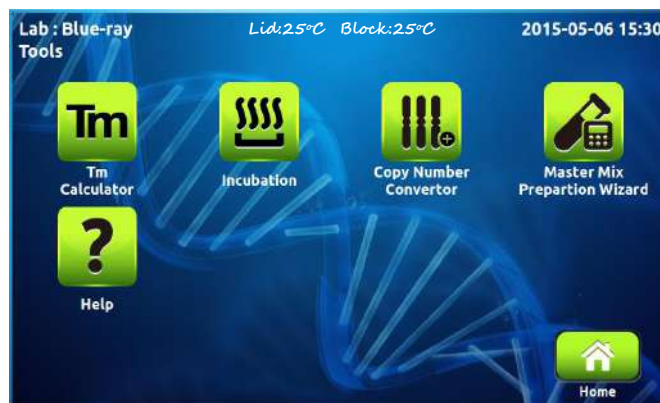 Lab : Blue-ray Lid:25°C Block:25°C 2015-05-06 15:30
Tools
Tm
Tm
Calculator
Incubation
Copy Number
Convertor
Master Mix
Prepartion Wizard
?
Help
Home